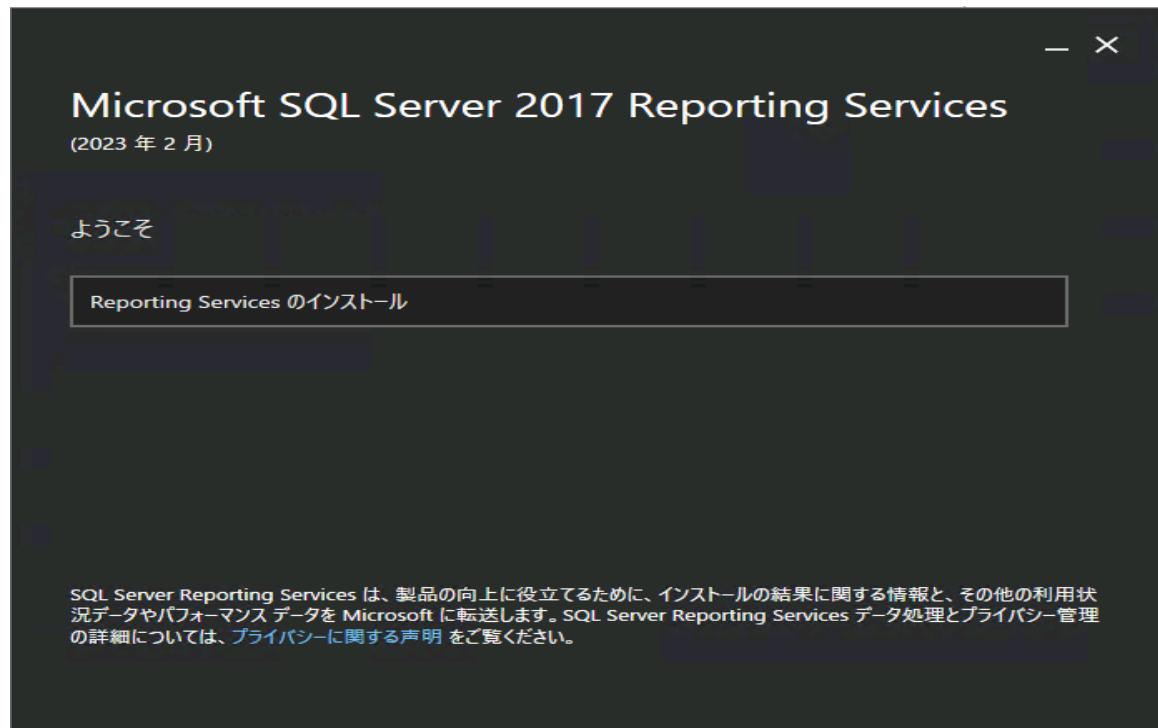 Microsoft SQL Server 2017 Reporting Services
(2023 年 2 月)
ようこそ
Reporting Services のインストール
SQL Server Reporting Services は、製品の向上に役立てるために、インストールの結果に関する情報と、その他の利用状
況データやパフォーマンス データを Microsoft に転送します。SQL Server Reporting Services データ処理とプライバシー管理
の詳細については、プライバシーに関する声明 をご覧ください。